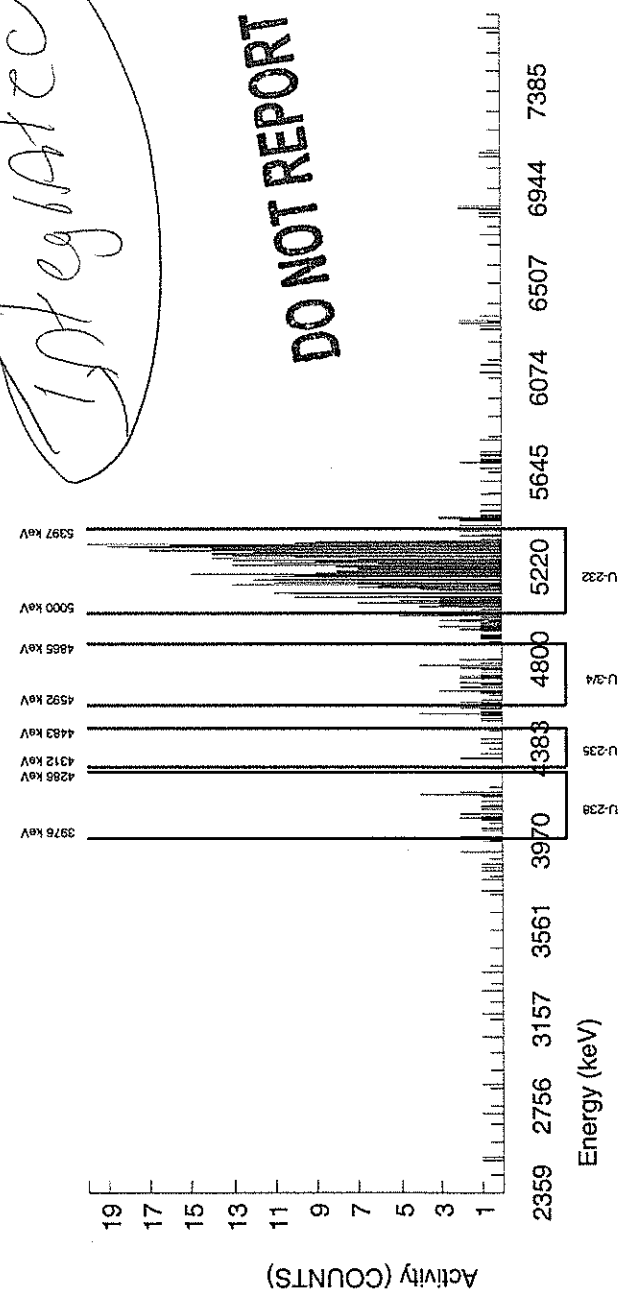 DO NOT REPORT
5397 keV
5000 keV
4865 keV
4592 keV
4483 keV
4312 keV
4286 keV
3976 keV
Activity (COUNTS)
19
17
15
13
11
9
7
5
3
1
2359 2756 3157 3561 3970 4383 4800 5220 5645 6074 6507 6944 7385
Energy (keV)
U-238
U-235
U-3/4
U-232